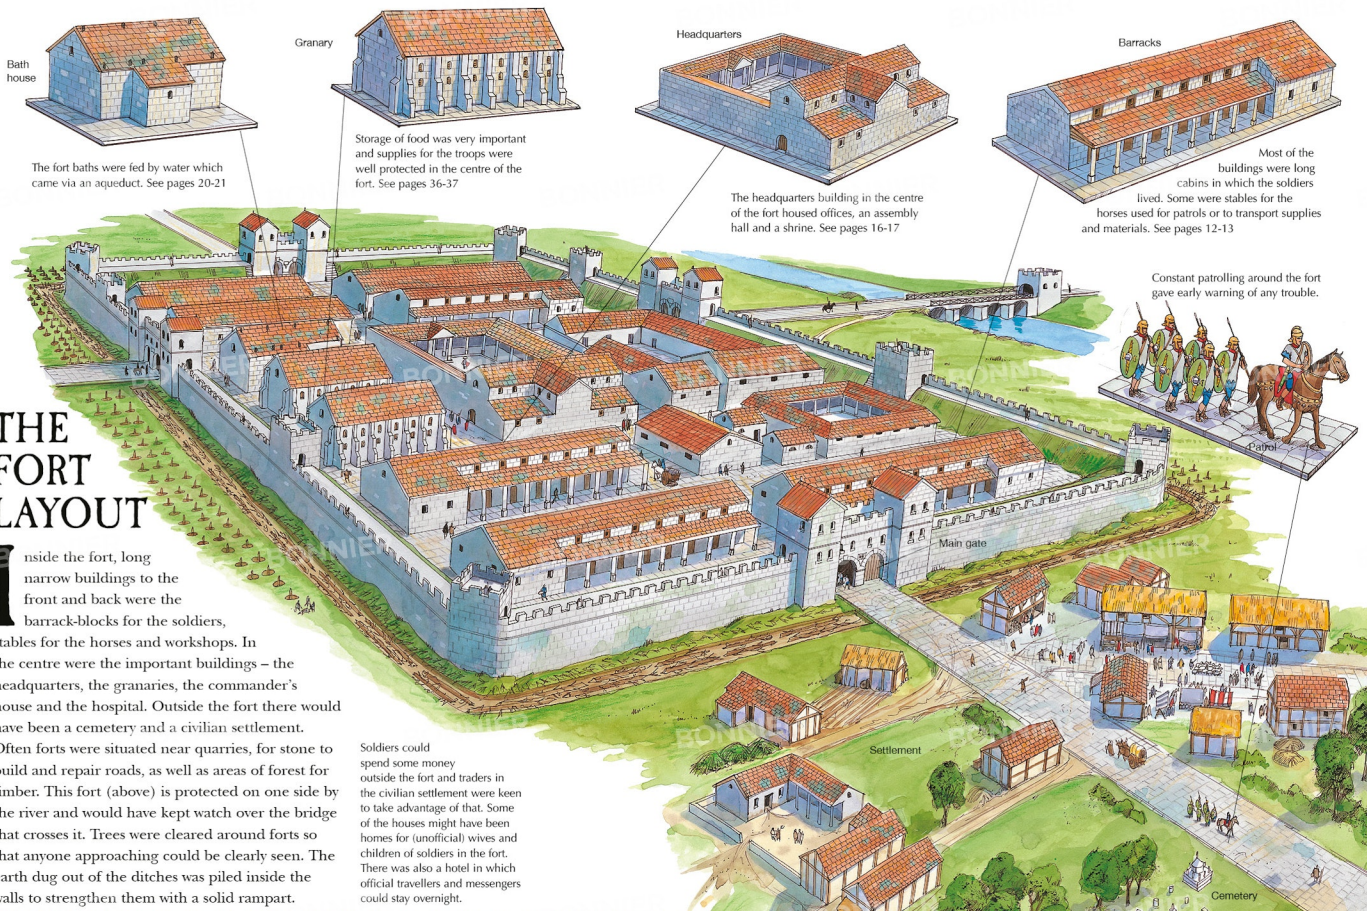 Bath
house
The fort baths were fed by water which
came via an aqueduct. See pages 20-21
Granary
Storage of food was very important
and supplies for the troops were
well protected in the centre of the
fort. See pages 36-37
Headquarters
The headquarters building in the centre
of the fort housed offices, an assembly
hall and a shrine. See pages 16-17
Barracks
Most of the
buildings were long
cabins in which the soldiers
lived. Some were stables for the
horses used for patrols or to transport supplies
and materials. See pages 12-13
Constant patrolling around the fort
gave early warning of any trouble.
Patrol
THE
FORT
LAYOUT
Inside the fort, long
narrow buildings to the
front and back were the
barrack-blocks for the soldiers,
tables for the horses and workshops. In
he centre were the important buildings – the
headquarters, the granaries, the commander's
house and the hospital. Outside the fort there would
have been a cemetery and a civilian settlement.
Often forts were situated near quarries, for stone to
build and repair roads, as well as areas of forest for
imber. This fort (above) is protected on one side by
he river and would have kept watch over the bridge
hat crosses it. Trees were cleared around forts so
hat anyone approaching could be clearly seen. The
earth dug out of the ditches was piled inside the
walls to strengthen them with a solid rampart.
Soldiers could
spend some money
outside the fort and traders in
the civilian settlement were keen
to take advantage of that. Some
of the houses might have been
homes for (unofficial) wives and
children of soldiers in the fort.
There was also a hotel in which
official travellers and messengers
could stay overnight.
Main gate
Settlement
Cemetery
BONNIER
BONNIER
BONNIER
BONNIER
BONNIER
BONNIER
BONNIER
BONNIER